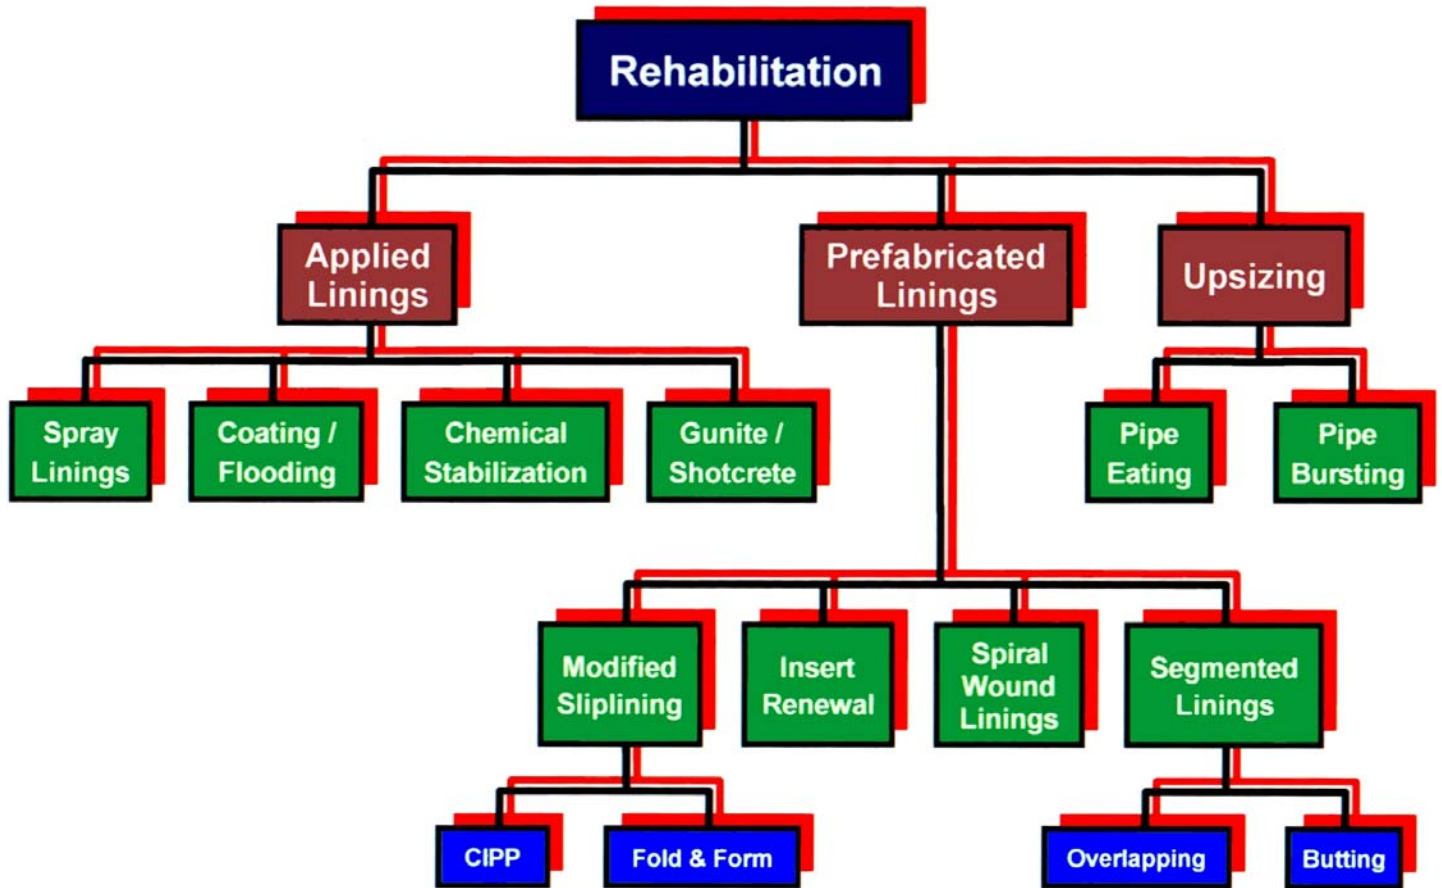 Rehabilitation
Applied
Linings
Prefabricated
Linings
Upsizing
Spray
Linings
Coating /
Flooding
Chemical
Stabilization
Gunite /
Shotcrete
Pipe
Eating
Pipe
Bursting
Modified
Sliplining
Insert
Renewal
Spiral
Wound
Linings
Segmented
Linings
CIPP
Fold & Form
Overlapping
Butting